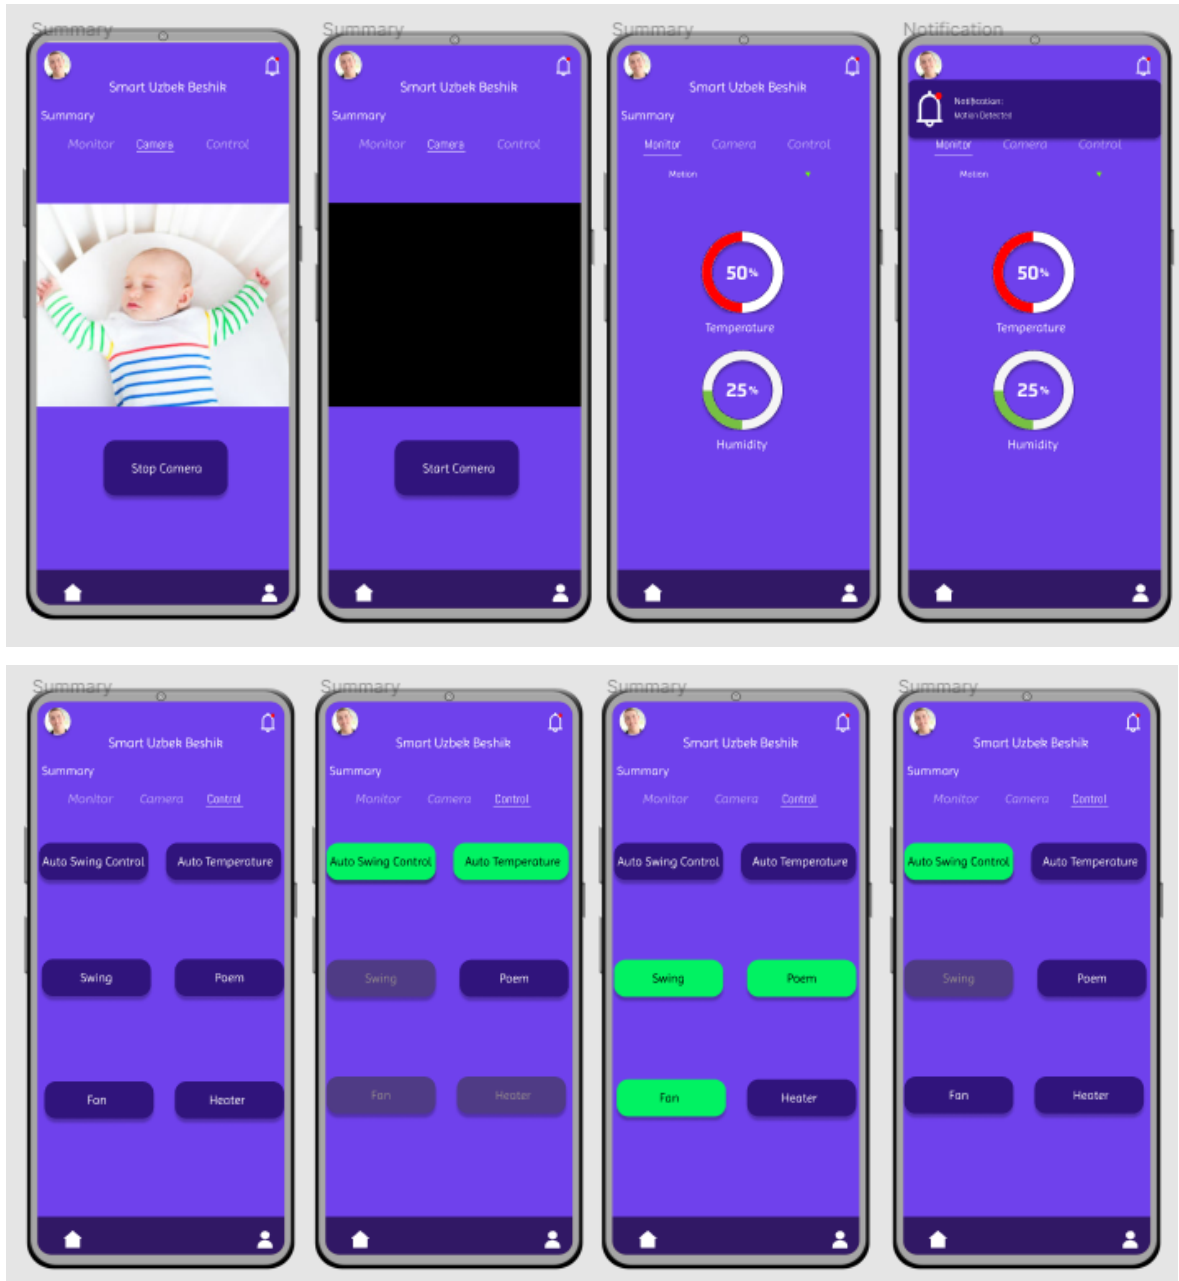 Summary
Smart Uzbek Beshik
Summary
Monitor Camera Control
Stop Camera
Summary
Smart Uzbek Beshik
Summary
Monitor Camera Control
Start Camera
Summary
Smart Uzbek Beshik
Summary
Monitor Camera Control
Motion
50%
Temperature
25%
Humidity
Notification
Notification:
Motion Detected
Monitor Camera Control
Motion
50%
Temperature
25%
Humidity
Summary
Smart Uzbek Beshik
Summary
Monitor Camera Control
Auto Swing Control Auto Temperature
Swing Poem
Fan Heater
Summary
Smart Uzbek Beshik
Summary
Monitor Camera Control
Auto Swing Control Auto Temperature
Swing Poem
Fan Heater
Summary
Smart Uzbek Beshik
Summary
Monitor Camera Control
Auto Swing Control Auto Temperature
Swing Poem
Fan Heater
Summary
Smart Uzbek Beshik
Summary
Monitor Camera Control
Auto Swing Control Auto Temperature
Swing Poem
Fan Heater